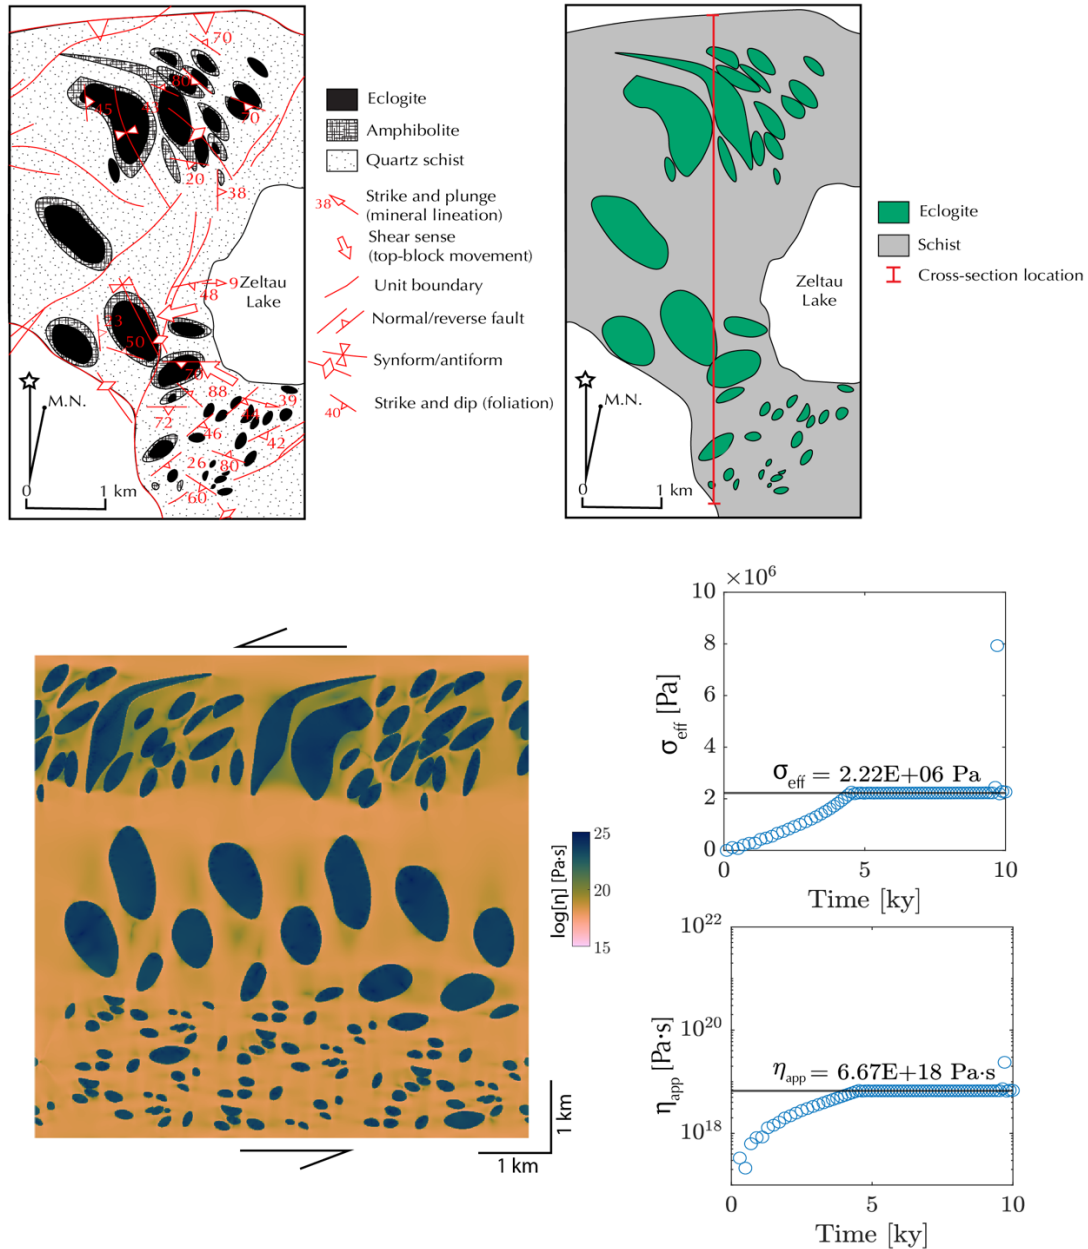 70
80
45
90
20
38
Zeltau
Lake
9
48
50
70
88
39
44
72
46
42
26
80
60
M.N.
0
1 km
Eclogite
Amphibolite
Quartz schist
38
Strike and plunge
(mineral lineation)
Shear sense
(top-block movement)
Unit boundary
Normal/reverse fault
Synform/antiform
40
Strike and dip (foliation)
Zeltau
Lake
M.N.
0
1 km
Eclogite
Schist
Cross-section location
log[η] [Pa·s]
25
20
15
1 km
1 km
×10⁶
10
8
6
4
2
0
σeff [Pa]
σeff = 2.22E+06 Pa
0
5
10
Time [ky]
10²²
10²⁰
10¹⁸
ηapp [Pa·s]
ηapp = 6.67E+18 Pa·s
0
5
10
Time [ky]